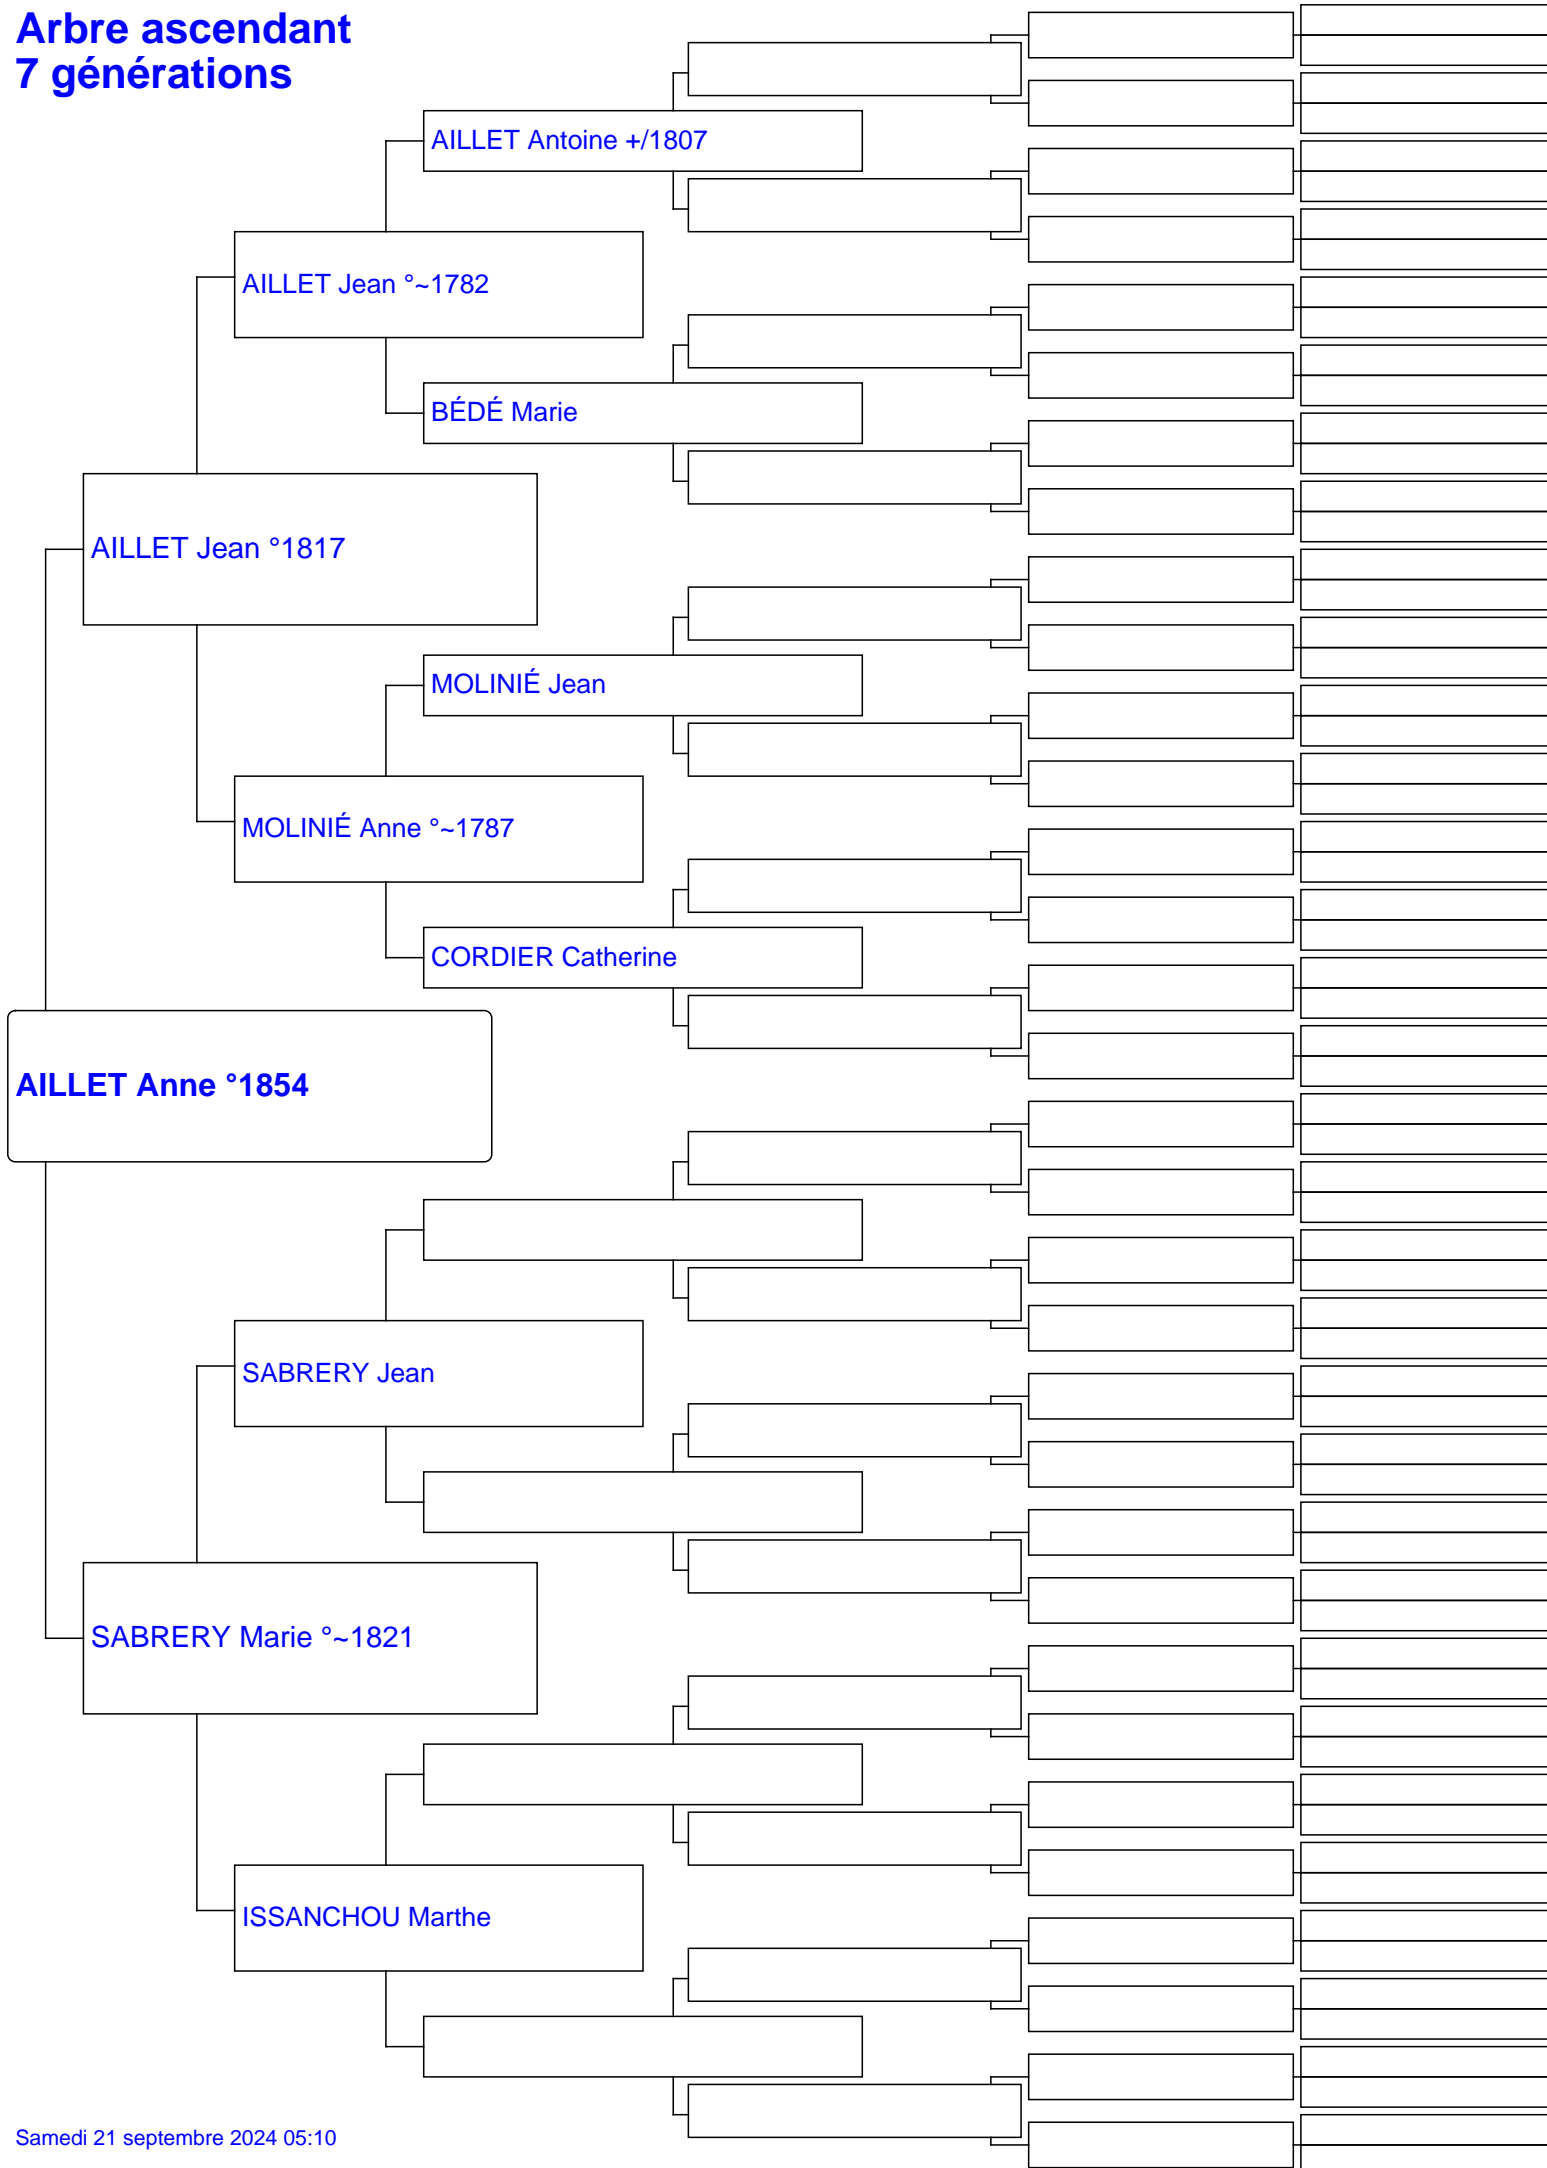 Arbre ascendant
7 générations
AILLET Antoine +/1807
AILLET Jean °~1782
BÉDÉ Marie
AILLET Jean °1817
MOLINIÉ Jean
MOLINIÉ Anne °~1787
CORDIER Catherine
AILLET Anne °1854
SABRERY Jean
SABRERY Marie °~1821
ISSANCHOU Marthe
Samedi 21 septembre 2024 05:10